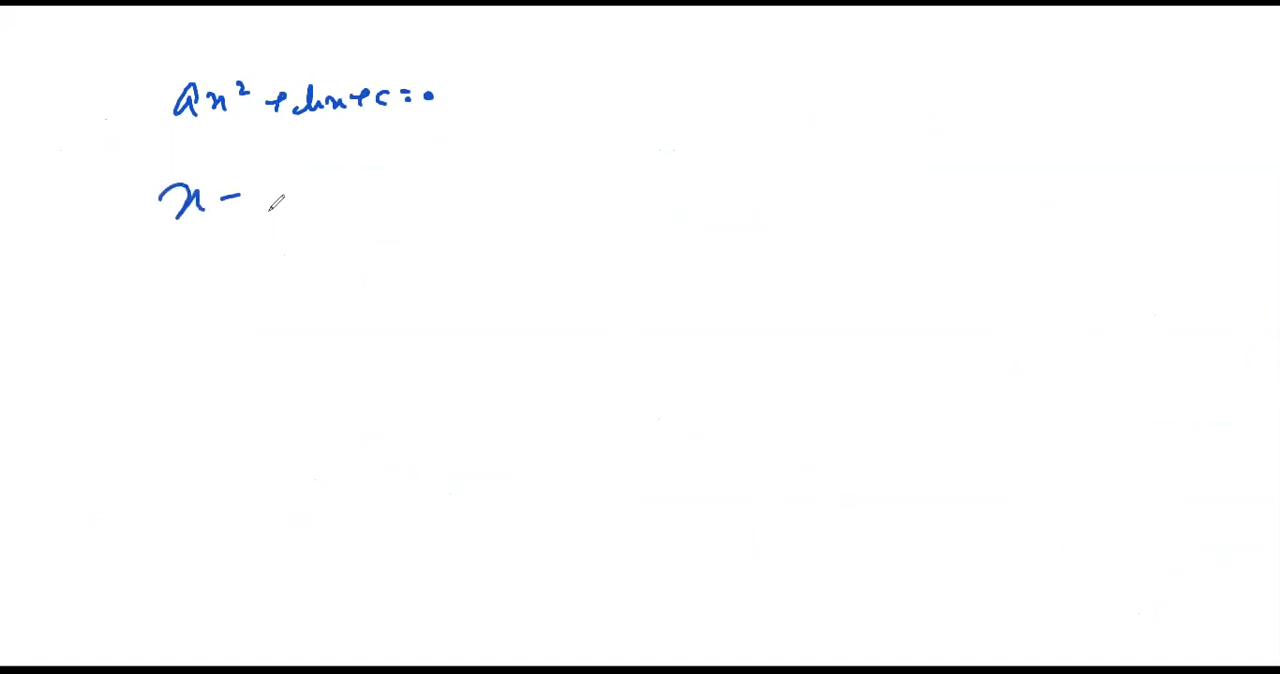 ax² + bx + c = 0
x -